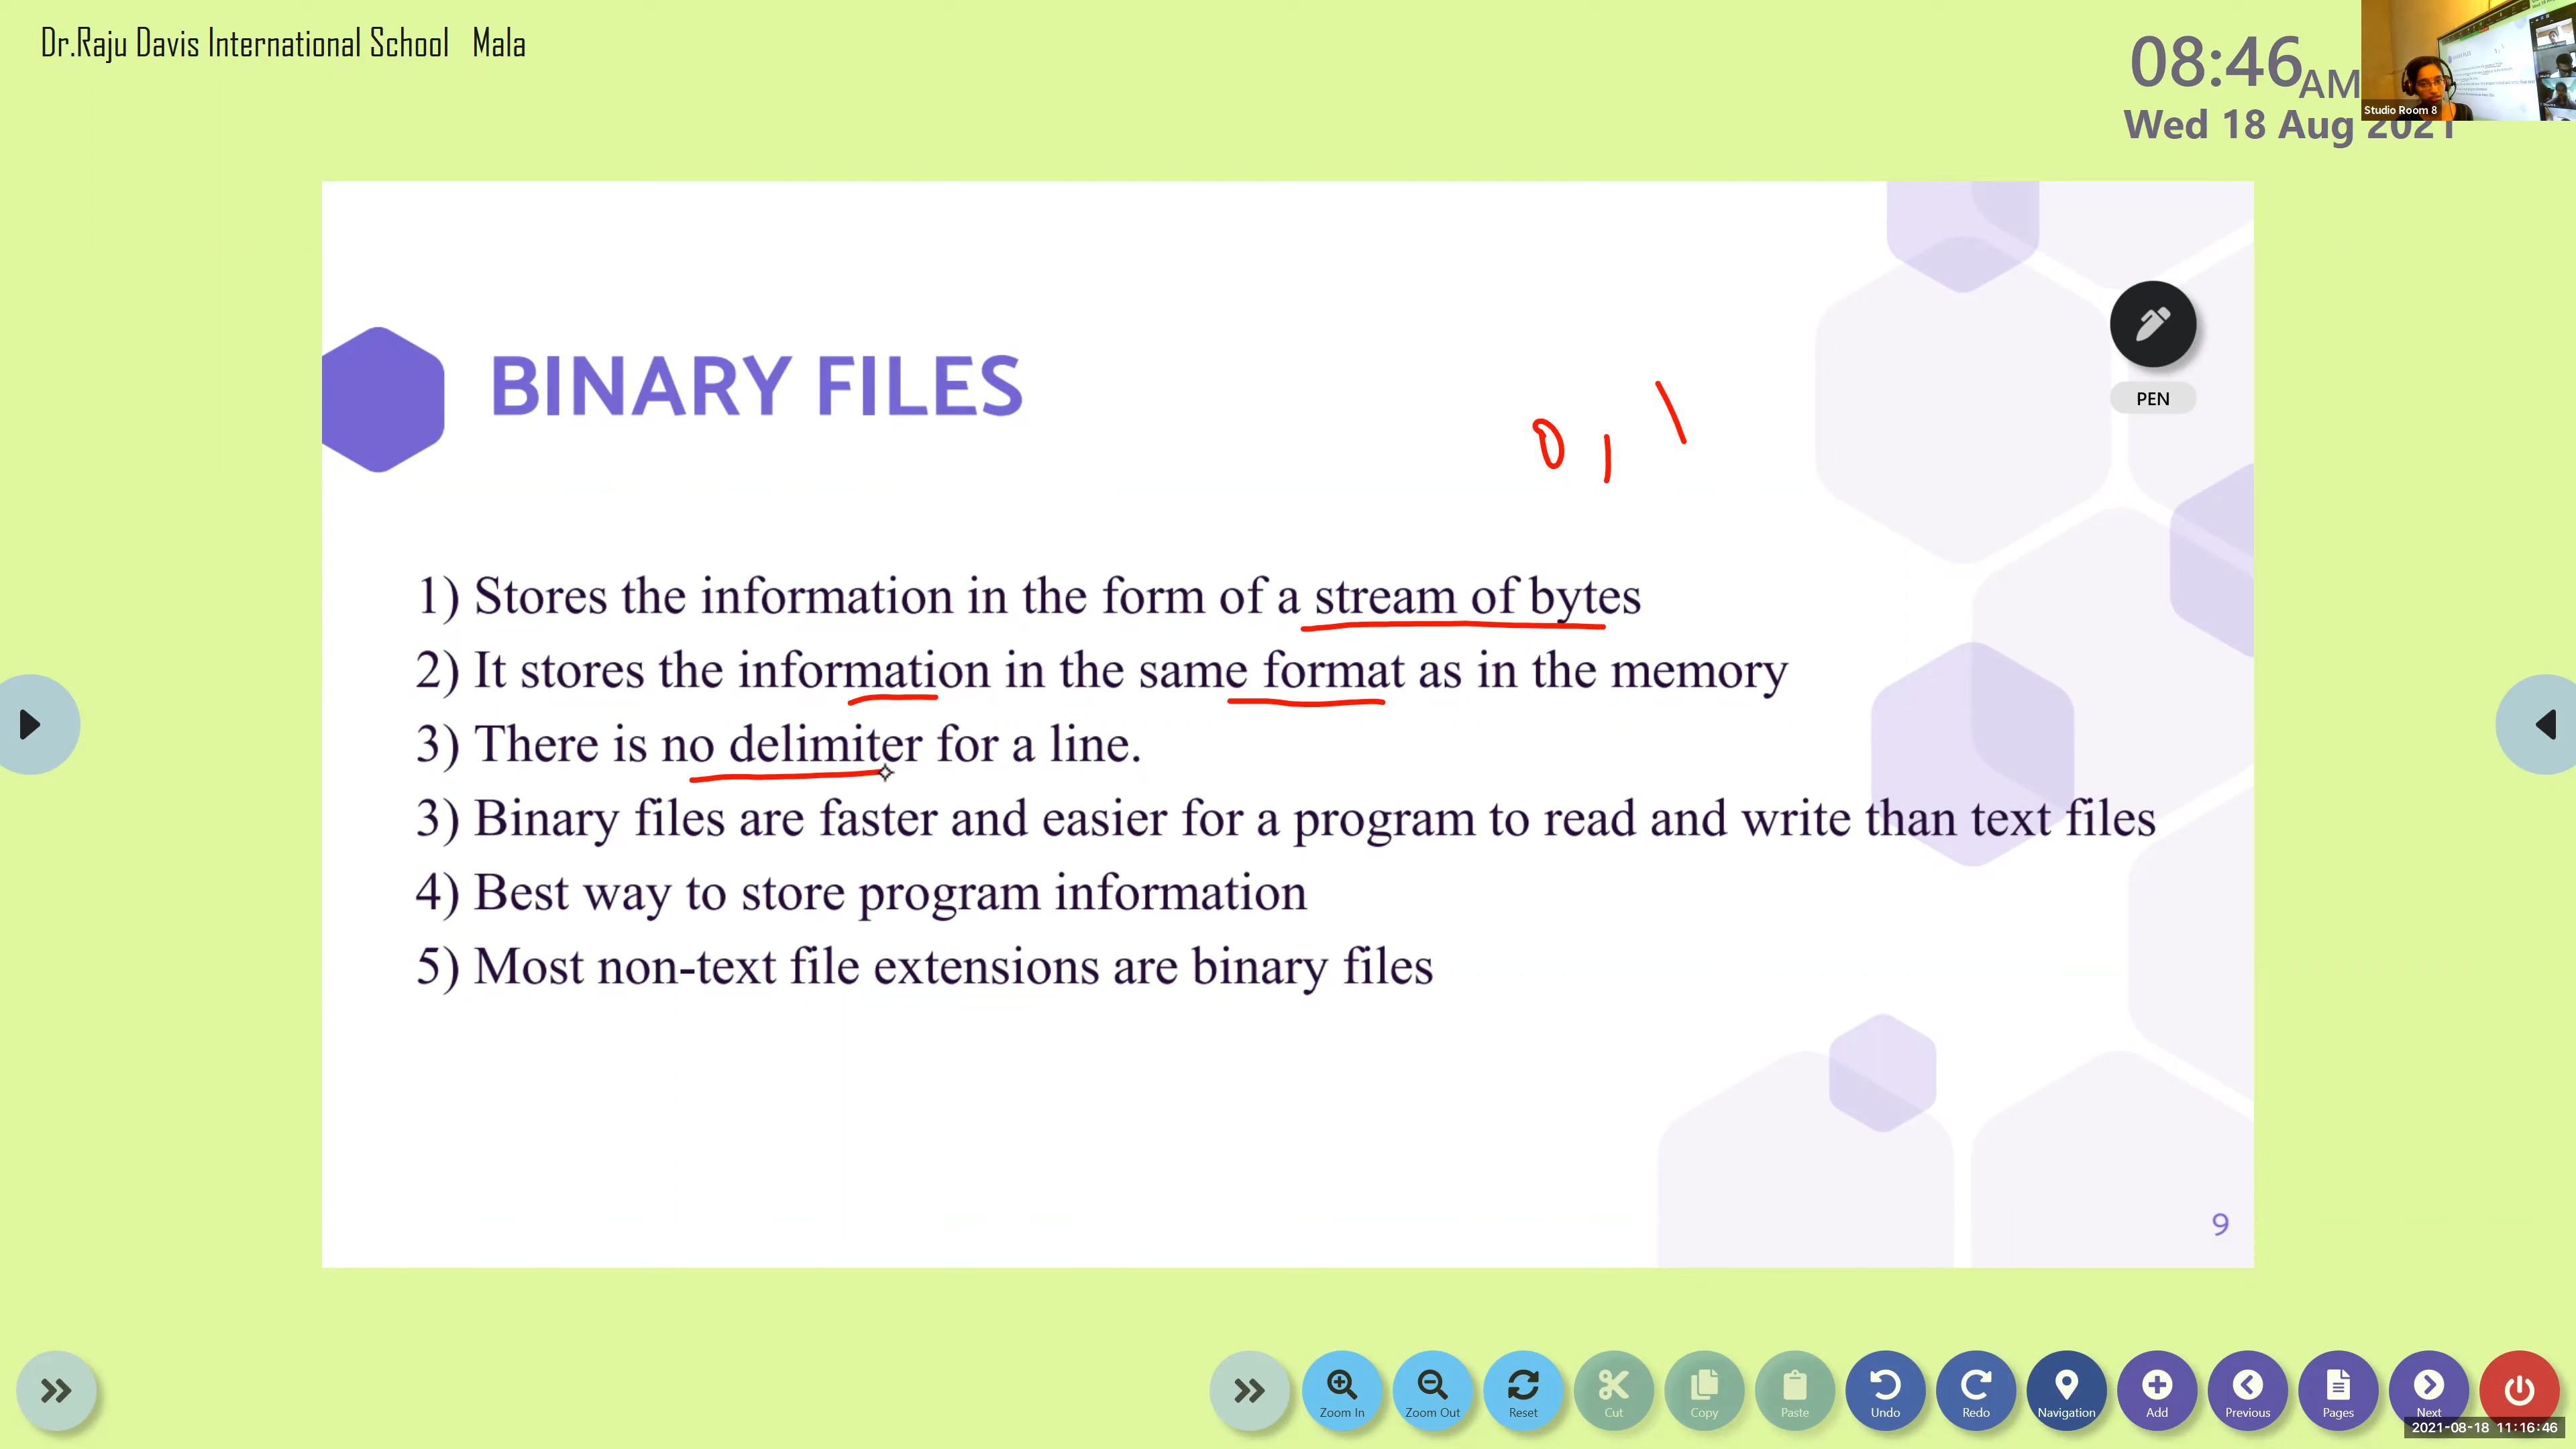 Dr.Raju Davis International School Mala
08:46 AM
Wed 18 Aug 2021
Studio Room 8
PEN
BINARY FILES
0, 1
1) Stores the information in the form of a stream of bytes
2) It stores the information in the same format as in the memory
3) There is no delimiter for a line.
3) Binary files are faster and easier for a program to read and write than text files
4) Best way to store program information
5) Most non-text file extensions are binary files
9
Zoom In
Zoom Out
Reset
Cut
Copy
Paste
Undo
Redo
Navigation
Add
Previous
Pages
Next
2021-08-18 11:16:46